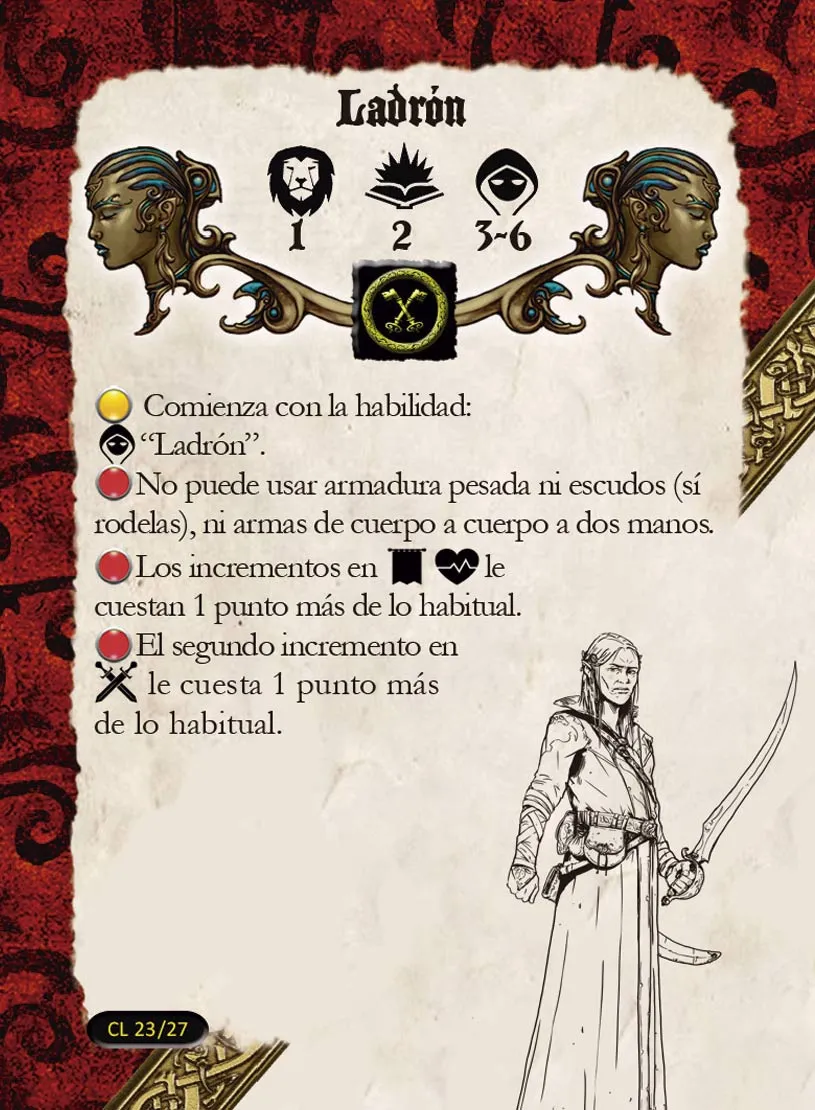 Ladrón
1 2 3-6
Comienza con la habilidad:
“Ladrón”.
No puede usar armadura pesada ni escudos (sí
rodelas), ni armas de cuerpo a cuerpo a dos manos.
Los incrementos en le
cuestan 1 punto más de lo habitual.
El segundo incremento en
le cuesta 1 punto más
de lo habitual.
CL 23/27